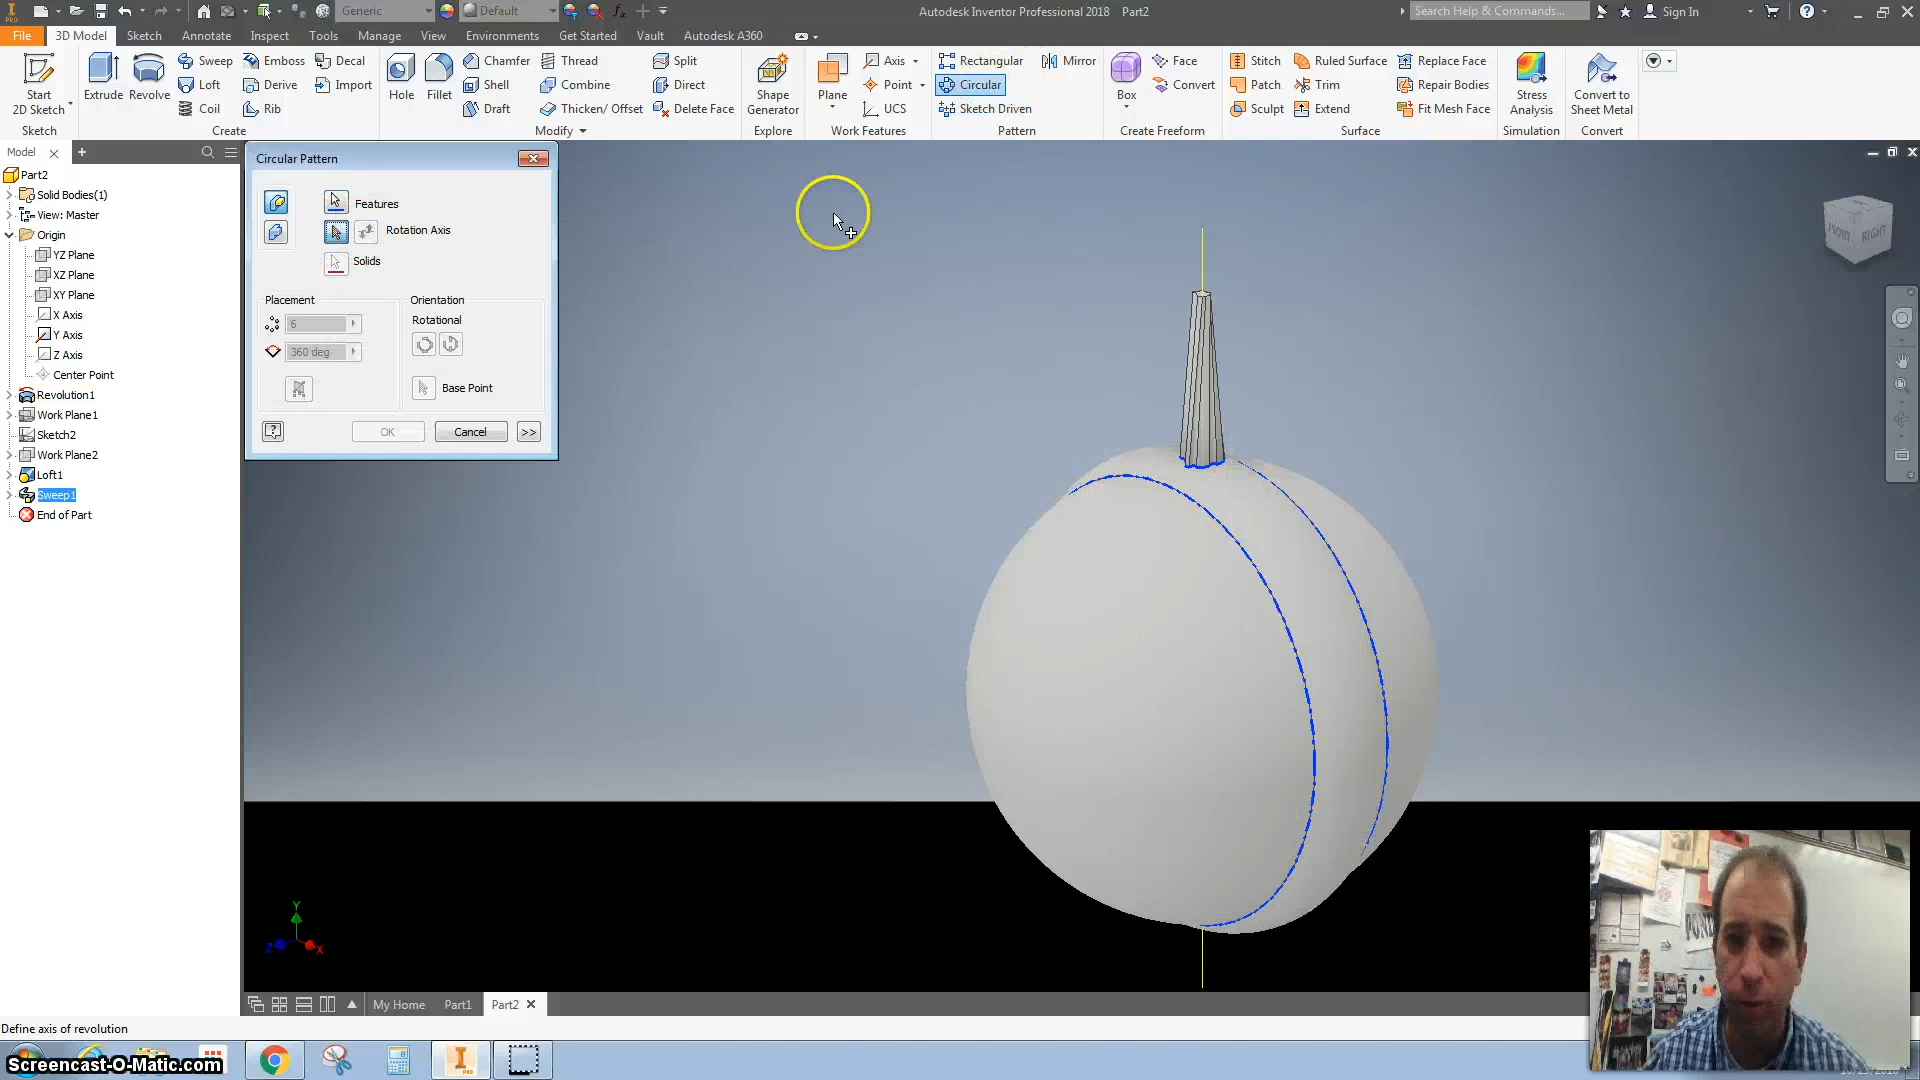 Generic
Default
Autodesk Inventor Professional 2018 Part2
Search Help & Commands...
Sign In
PRO
File 3D Model Sketch Annotate Inspect Tools Manage View Environments Get Started Vault Autodesk A360
Start 2D Sketch
Extrude
Revolve
Sweep
Loft
Coil
Emboss
Derive
Rib
Decal
Import
Hole
Fillet
Chamfer
Shell
Draft
Thread
Combine
Thicken/ Offset
Split
Direct
Delete Face
Shape Generator
Plane
Axis
Point
UCS
Rectangular
Circular
Sketch Driven
Mirror
Box
Face
Convert
Stitch
Patch
Sculpt
Ruled Surface
Trim
Extend
Replace Face
Repair Bodies
Fit Mesh Face
Stress Analysis
Convert to Sheet Metal
Sketch Create Modify Explore Work Features Pattern Create Freeform Surface Simulation Convert
Model
Part2
Solid Bodies(1)
View: Master
Origin
YZ Plane
XZ Plane
XY Plane
X Axis
Y Axis
Z Axis
Center Point
Revolution1
Work Plane1
Sketch2
Work Plane2
Loft1
Sweep1
End of Part
Circular Pattern
Features
Rotation Axis
Solids
Placement
6
360 deg
Orientation
Rotational
Base Point
OK Cancel >>
FRONT RIGHT
Y
Z
X
My Home Part1 Part2
Define axis of revolution
Screencast-O-Matic.com
PRO